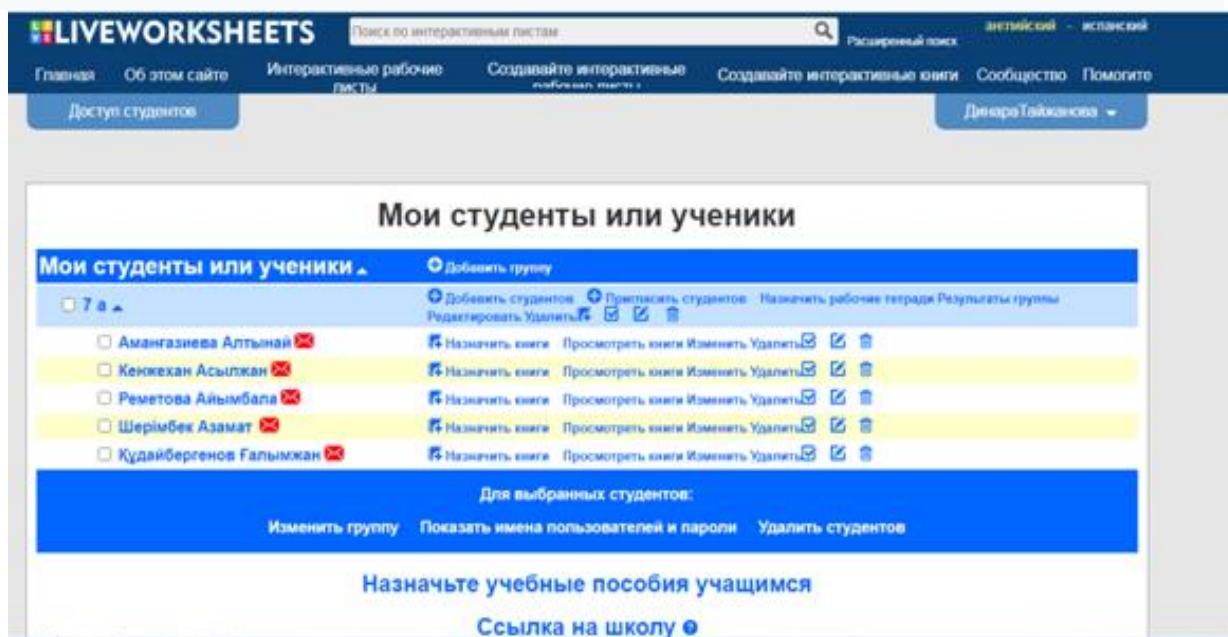 LIVEWORKSHEETS
Поиск по интерактивным листам
Расширенный поиск
английский - испанский
Главная
Об этом сайте
Интерактивные рабочие листы
Создавайте интерактивные рабочие листы
Создавайте интерактивные книги
Сообщество
Помогите
Доступ студентов
ДинараТайжанова
Мои студенты или ученики
Мои студенты или ученики Добавить группу
7 а Добавить студентов Пригласить студентов Назначить рабочие тетради Результаты группы
Редактировать Удалить
Амангазиева Алтынай Назначить книги Просмотреть книги Изменить Удалить
Кенжехан Асылжан Назначить книги Просмотреть книги Изменить Удалить
Реметова Айымбала Назначить книги Просмотреть книги Изменить Удалить
Шерімбек Азамат Назначить книги Просмотреть книги Изменить Удалить
Құдайбергенов Ғалымжан Назначить книги Просмотреть книги Изменить Удалить
Для выбранных студентов:
Изменить группу Показать имена пользователей и пароли Удалить студентов
Назначьте учебные пособия учащимся
Ссылка на школу